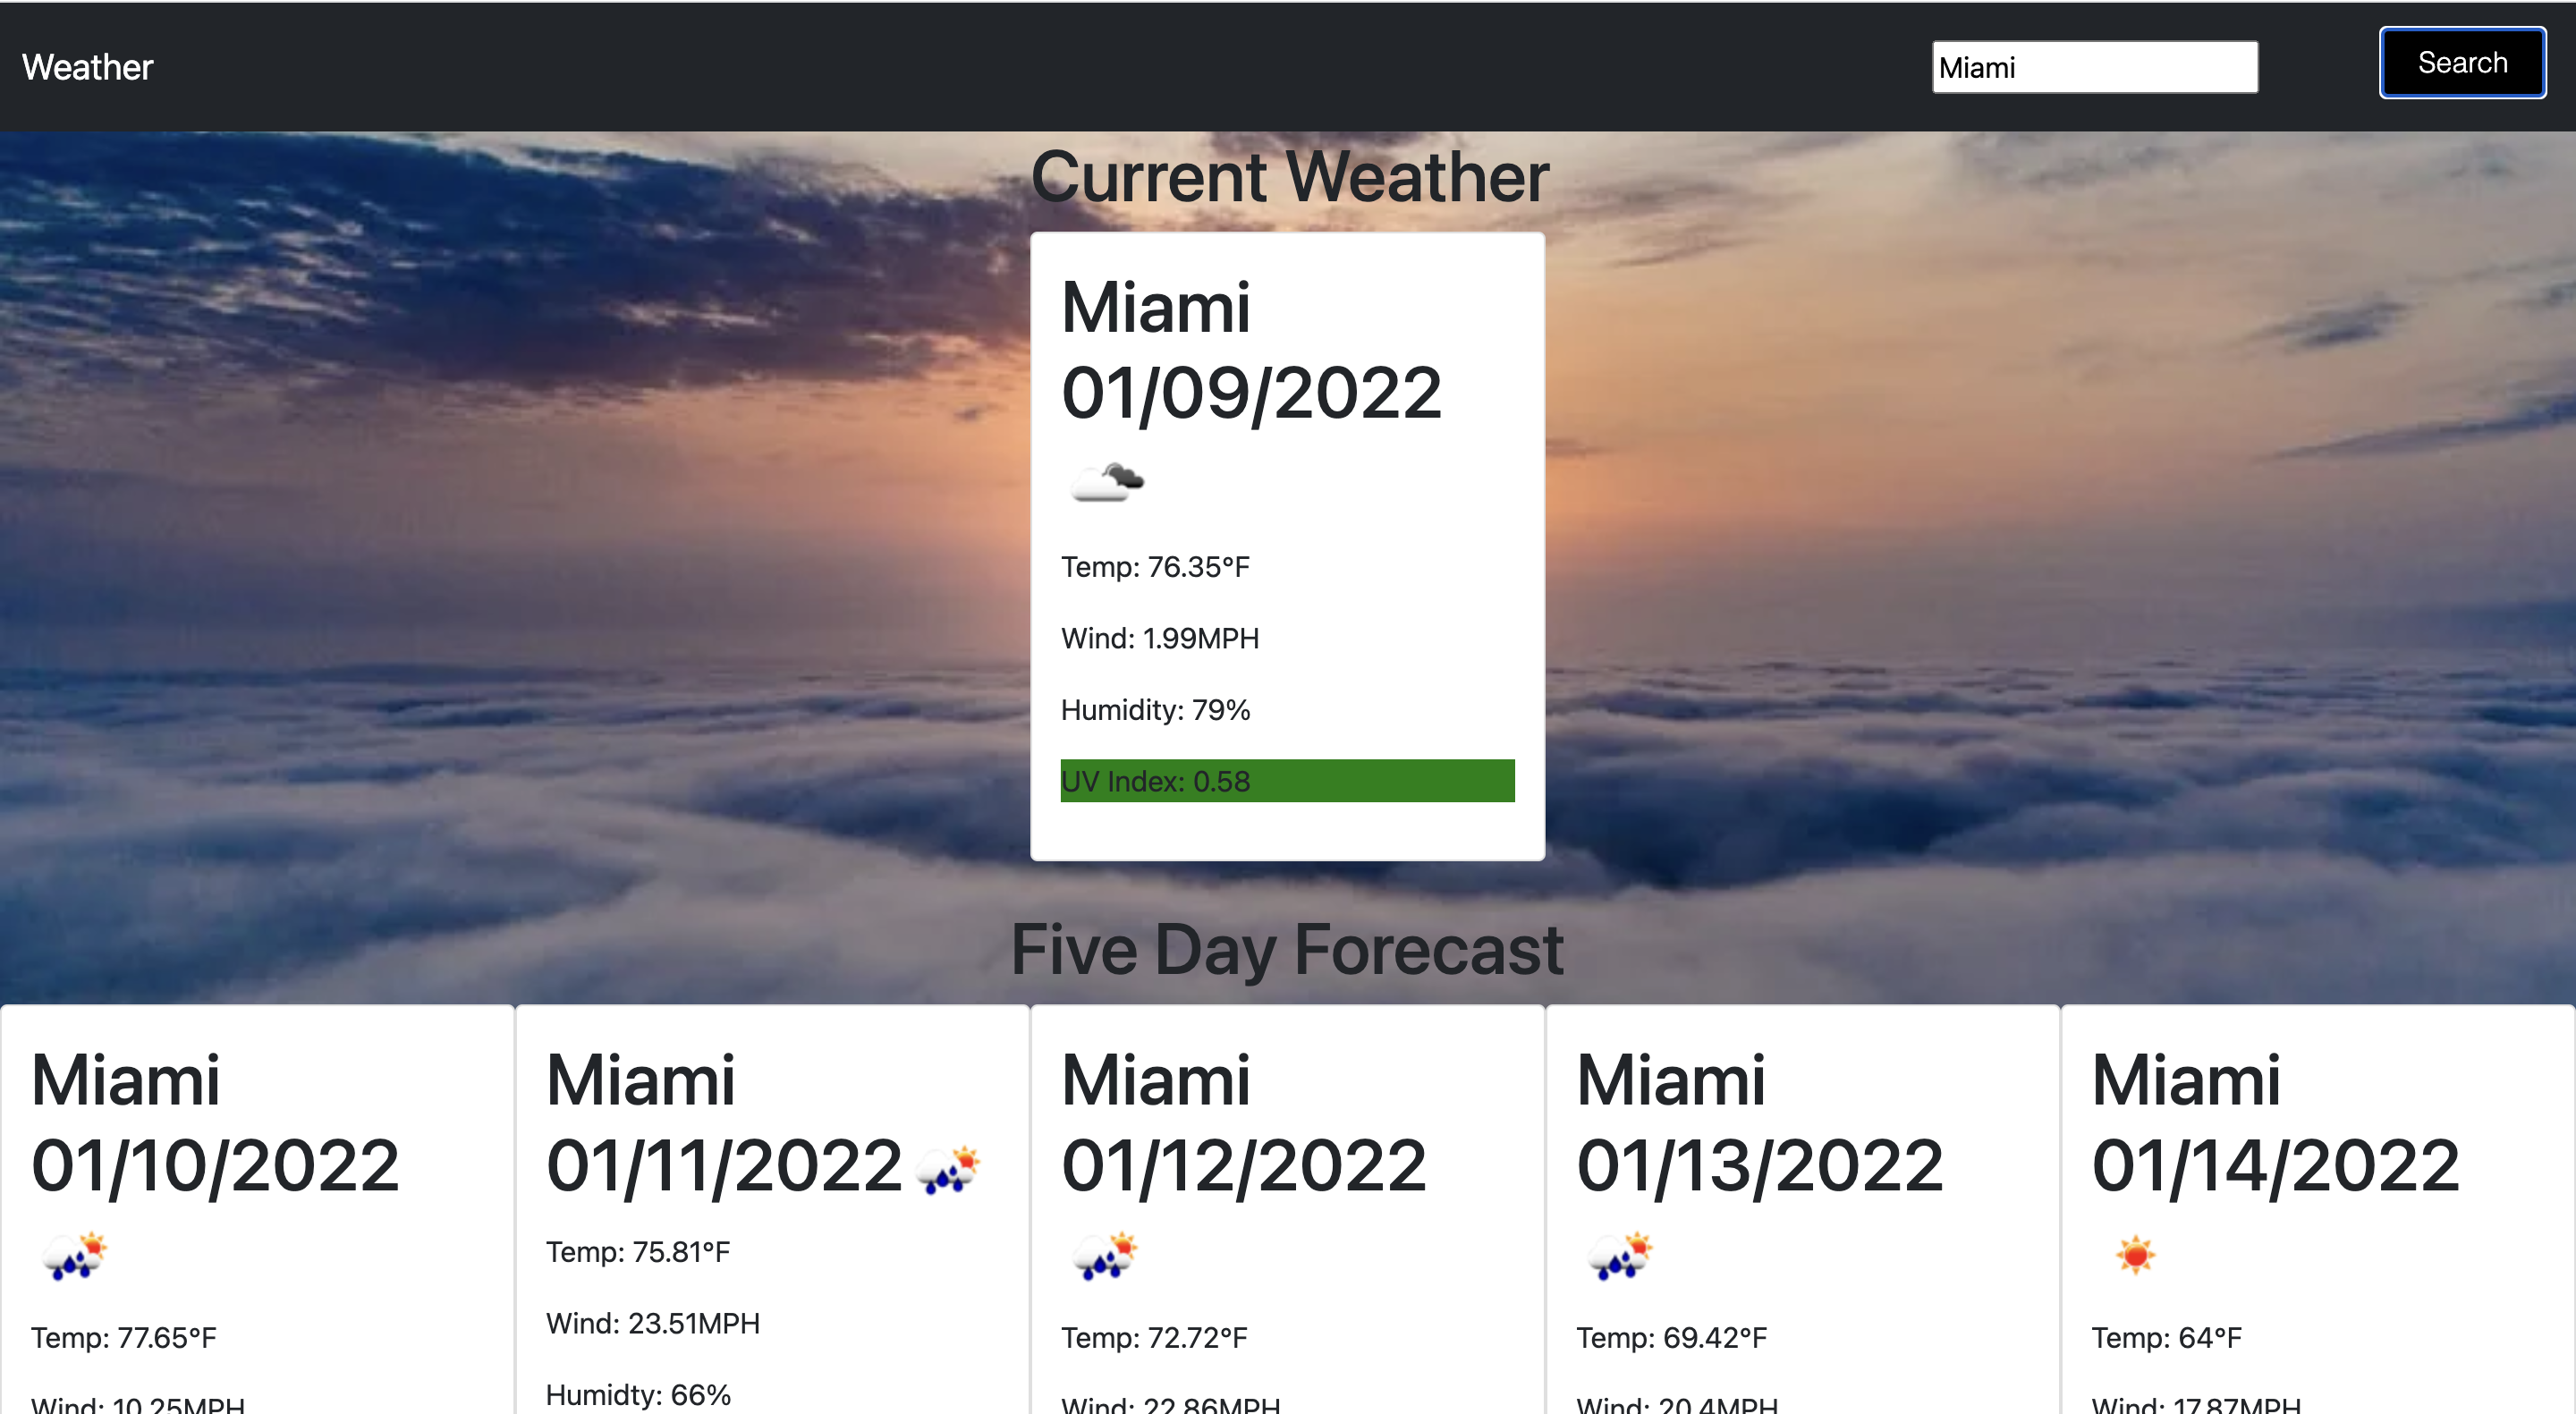 Weather
Miami
Search
Current Weather
Miami
01/09/2022
Temp: 76.35°F
Wind: 1.99MPH
Humidity: 79%
UV Index: 0.58
Five Day Forecast
Miami
01/10/2022
Temp: 77.65°F
Wind: 10.25MPH
Miami
01/11/2022
Temp: 75.81°F
Wind: 23.51MPH
Humidty: 66%
Miami
01/12/2022
Temp: 72.72°F
Wind: 22.86MPH
Miami
01/13/2022
Temp: 69.42°F
Wind: 20.4MPH
Miami
01/14/2022
Temp: 64°F
Wind: 17.87MPH